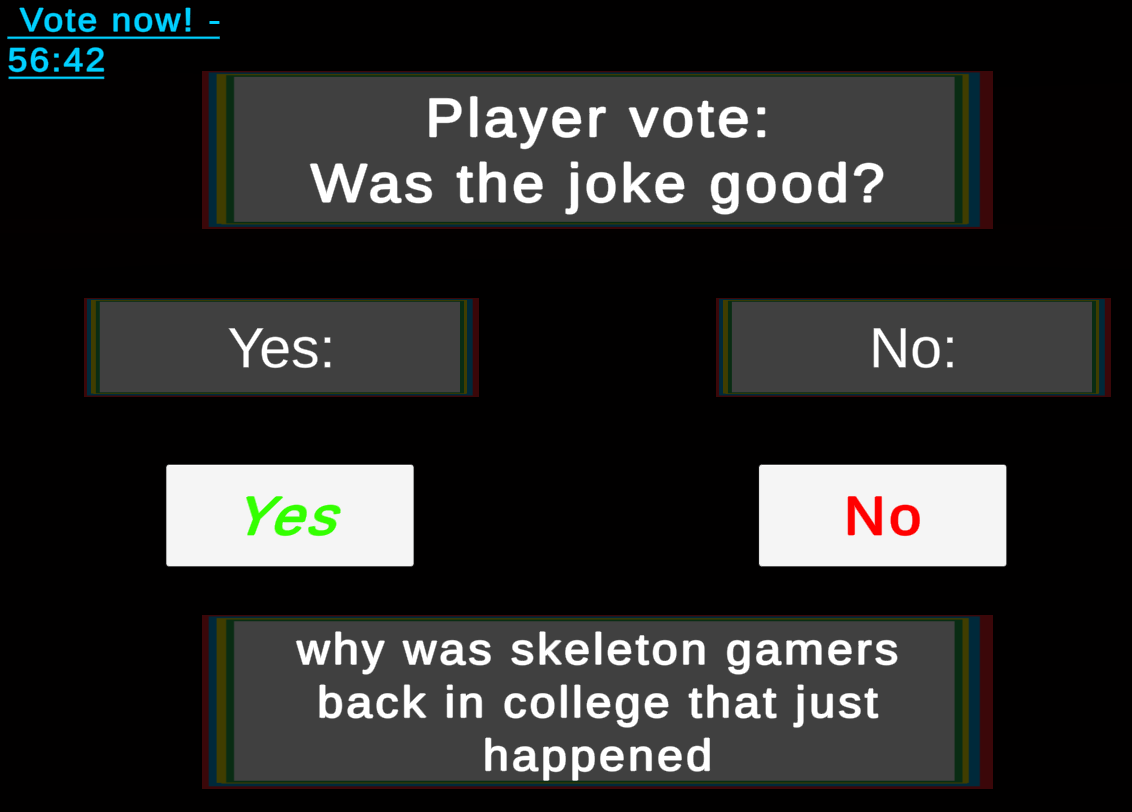 Vote now! -
56:42
Player vote:
Was the joke good?
Yes:
No:
Yes
No
why was skeleton gamers
back in college that just
happened